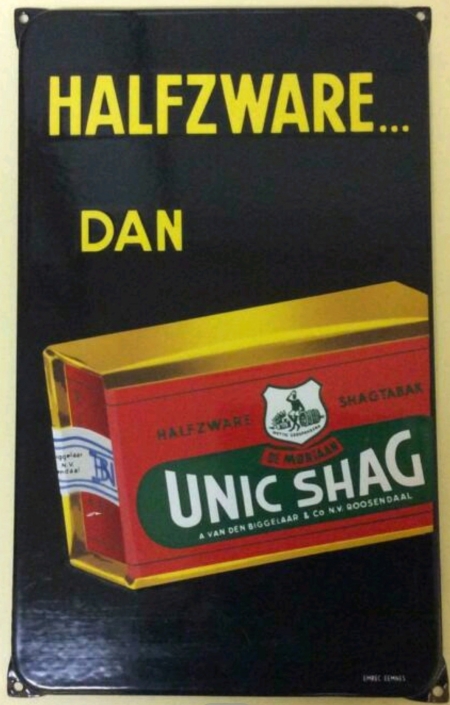 HALFZWARE...
DAN
HALFZWARE SHAGTABAK
DE MORIAAN
UNIC SHAG
A VAN DEN BIGGELAAR & Co N.V. ROOSENDAAL
N.V.